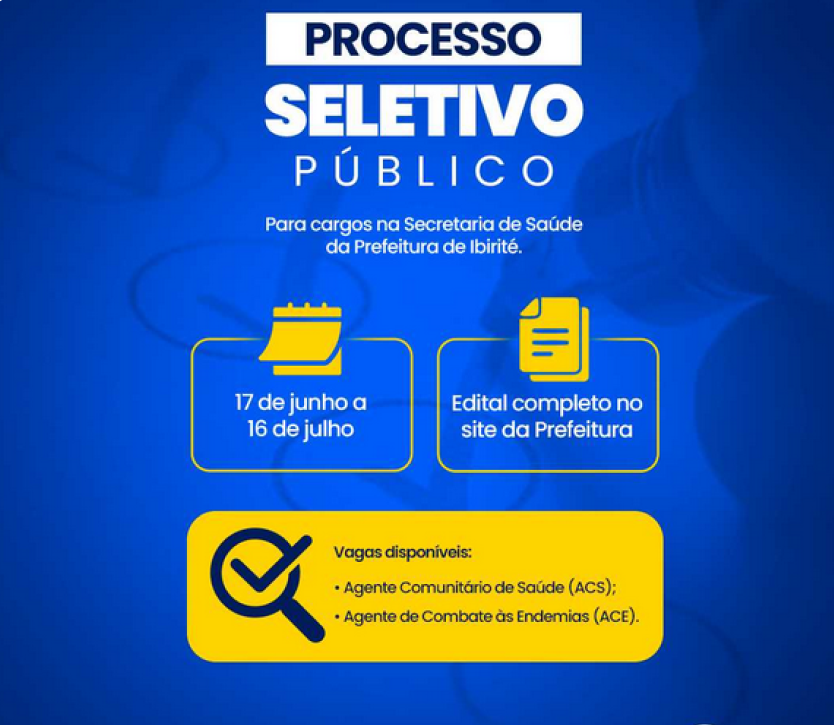 PROCESSO
SELETIVO
PÚBLICO
Para cargos na Secretaria de Saúde
da Prefeitura de Ibirité.
17 de junho a
16 de julho
Edital completo no
site da Prefeitura
Vagas disponíveis:
• Agente Comunitário de Saúde (ACS);
• Agente de Combate às Endemias (ACE).